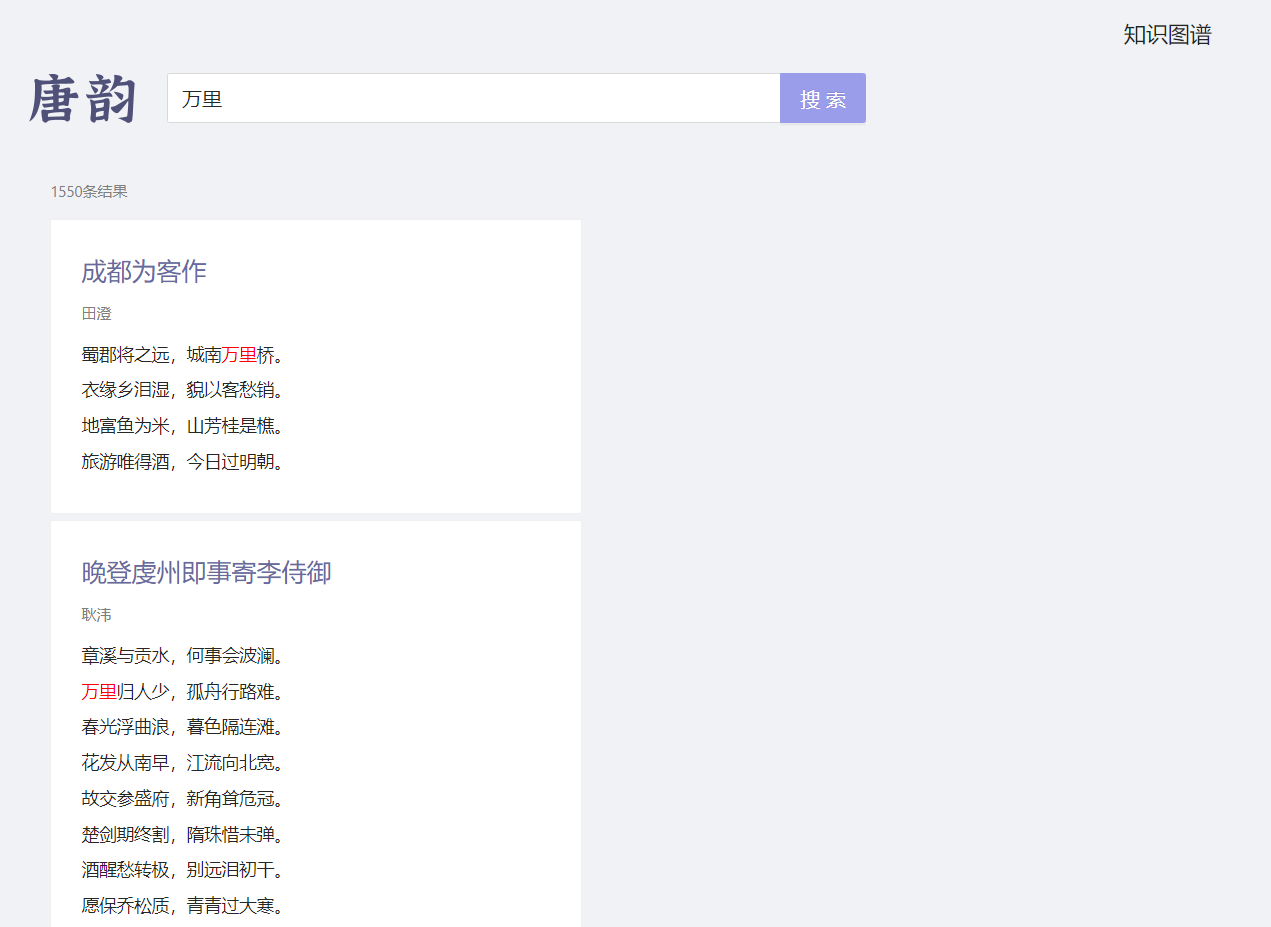 知识图谱
唐韵
万里
搜 索
1550条结果
成都为客作
田澄
蜀郡将之远，城南万里桥。
衣缘乡泪湿，貌以客愁销。
地富鱼为米，山芳桂是樵。
旅游唯得酒，今日过明朝。
晚登虔州即事寄李侍御
耿沣
章溪与贡水，何事会波澜。
万里归人少，孤舟行路难。
春光浮曲浪，暮色隔连滩。
花发从南早，江流向北宽。
故交参盛府，新角耸危冠。
楚剑期终割，隋珠惜未弹。
酒醒愁转极，别远泪初干。
愿保乔松质，青青过大寒。